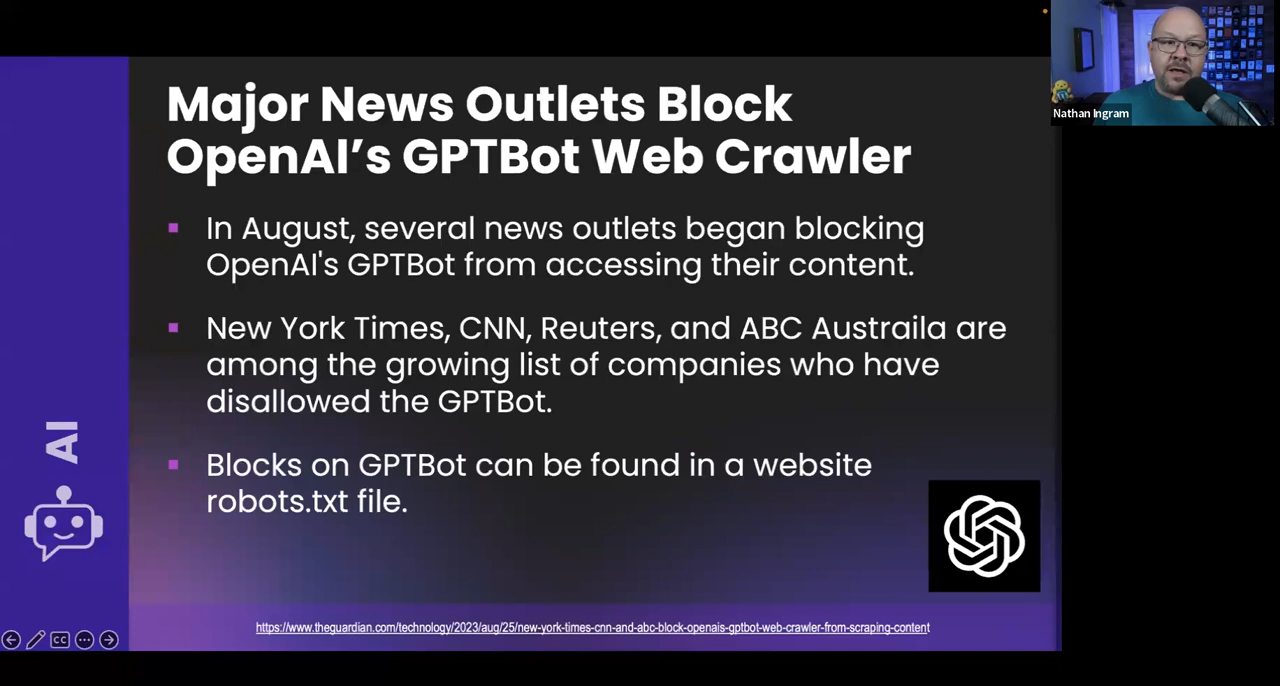 Major News Outlets Block
OpenAI’s GPTBot Web Crawler
▪ In August, several news outlets began blocking
OpenAI's GPTBot from accessing their content.
▪ New York Times, CNN, Reuters, and ABC Austraila are
among the growing list of companies who have
disallowed the GPTBot.
▪ Blocks on GPTBot can be found in a website
robots.txt file.
AI
https://www.theguardian.com/technology/2023/aug/25/new-york-times-cnn-and-abc-block-openais-gptbot-web-crawler-from-scraping-content
CC
Nathan Ingram